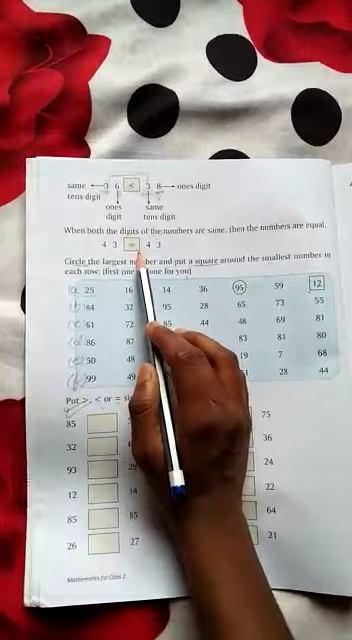 same 3 6 < 3 8 ones digit
tens digit
ones same
digit tens digit
When both the digits of the numbers are same, then the numbers are equal.
4 3 = 4 3
Circle the largest number and put a square around the smallest number in
each row: (first one is done for you)
25 16 14 36 95 59 12
84 32 95 28 65 73 55
61 72 85 44 48 69 81
86 87 83 81 80
50 48 19 7 68
99 49 28 44
Put >, < or =
85 75
32 36
93 29 24
12 14 22
85 85 64
26 27 21
Mathematics for Class 2